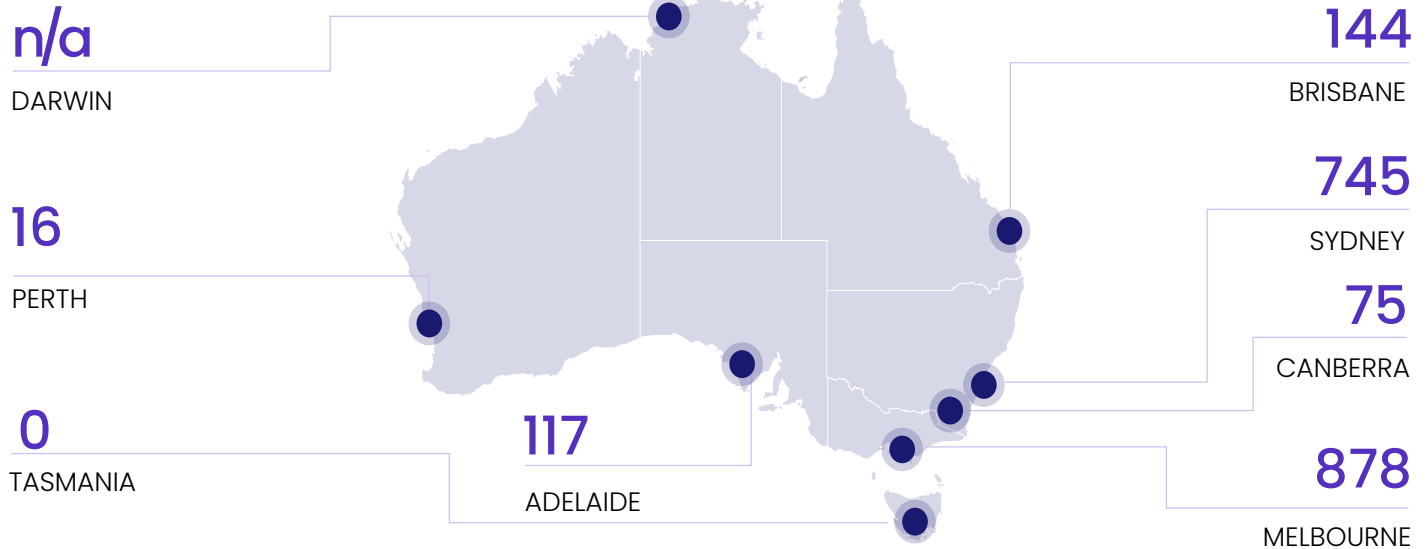 n/a
DARWIN
16
PERTH
0
TASMANIA
117
ADELAIDE
144
BRISBANE
745
SYDNEY
75
CANBERRA
878
MELBOURNE